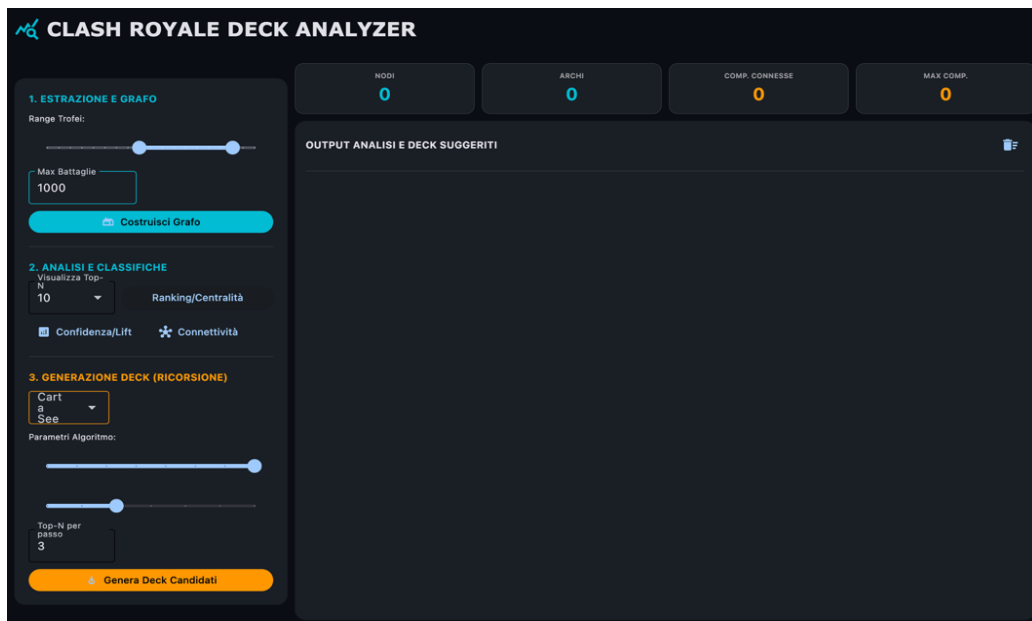 CLASH ROYALE DECK ANALYZER
NODI
0
ARCHI
0
COMP. CONNESSE
0
MAX COMP.
0
1. ESTRAZIONE E GRAFO
Range Trofei:
Max Battaglie
1000
Costruisci Grafo
2. ANALISI E CLASSIFICHE
Visualizza Top-
N
10
Ranking/Centralità
Confidenza/Lift
Connettività
3. GENERAZIONE DECK (RICORSIONE)
Cart
a
See
Parametri Algoritmo:
Top-N per
passo
3
Genera Deck Candidati
OUTPUT ANALISI E DECK SUGGERITI